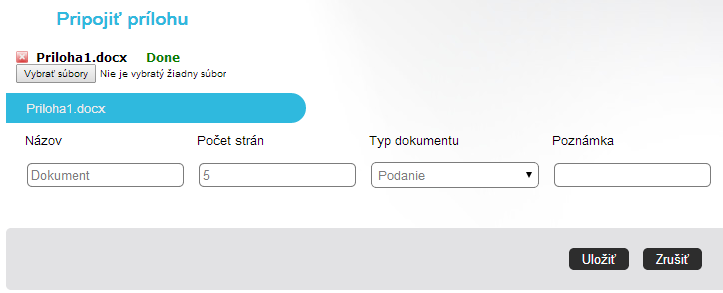 Pripojiť prílohu
Priloha1.docx Done
Vybrať súbory Nie je vybratý žiadny súbor
Priloha1.docx
Názov Počet strán Typ dokumentu Poznámka
Dokument 5 Podanie
Uložiť Zrušiť